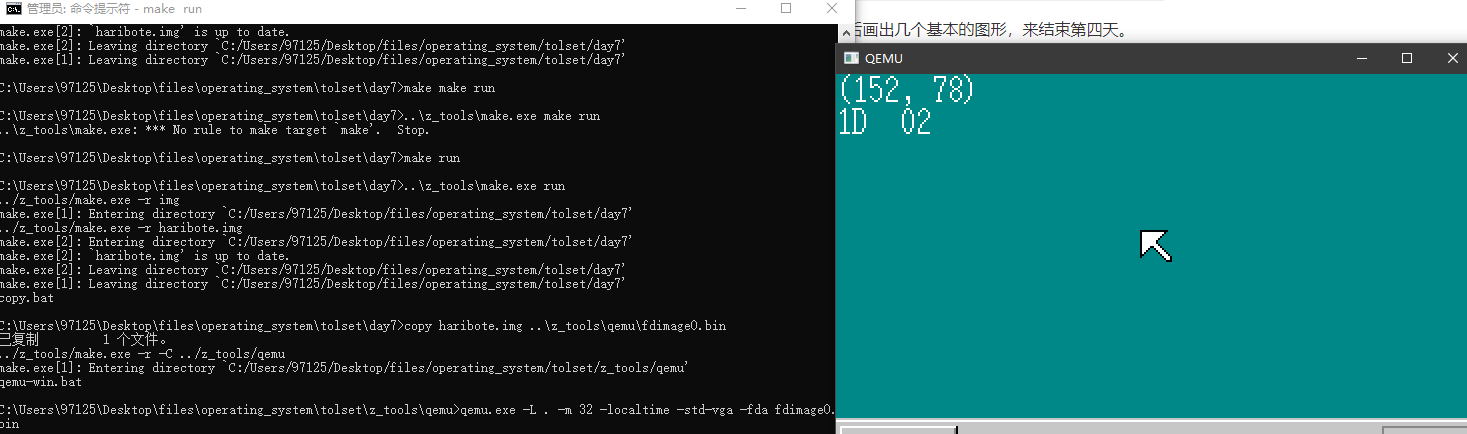 管理员: 命令提示符 - make  run
make.exe[2]: `haribote.img' is up to date.
make.exe[2]: Leaving directory `C:/Users/97125/Desktop/files/operating_system/tolset/day7'
make.exe[1]: Leaving directory `C:/Users/97125/Desktop/files/operating_system/tolset/day7'
C:\Users\97125\Desktop\files\operating_system\tolset\day7>make make run
C:\Users\97125\Desktop\files\operating_system\tolset\day7>..\z_tools\make.exe make run
..\z_tools\make.exe: *** No rule to make target `make'.  Stop.
C:\Users\97125\Desktop\files\operating_system\tolset\day7>make run
C:\Users\97125\Desktop\files\operating_system\tolset\day7>..\z_tools\make.exe run
../z_tools/make.exe -r img
make.exe[1]: Entering directory `C:/Users/97125/Desktop/files/operating_system/tolset/day7'
../z_tools/make.exe -r haribote.img
make.exe[2]: Entering directory `C:/Users/97125/Desktop/files/operating_system/tolset/day7'
make.exe[2]: `haribote.img' is up to date.
make.exe[2]: Leaving directory `C:/Users/97125/Desktop/files/operating_system/tolset/day7'
make.exe[1]: Leaving directory `C:/Users/97125/Desktop/files/operating_system/tolset/day7'
copy.bat
C:\Users\97125\Desktop\files\operating_system\tolset\day7>copy haribote.img ..\z_tools\qemu\fdimage0.bin
已复制         1 个文件。
../z_tools/make.exe -r -C ../z_tools/qemu
make.exe[1]: Entering directory `C:/Users/97125/Desktop/files/operating_system/tolset/z_tools/qemu'
qemu-win.bat
C:\Users\97125\Desktop\files\operating_system\tolset\z_tools\qemu>qemu.exe -L . -m 32 -localtime -std-vga -fda fdimage0.
bin
后画出几个基本的图形，来结束第四天。
QEMU
(152, 78)
1D  02